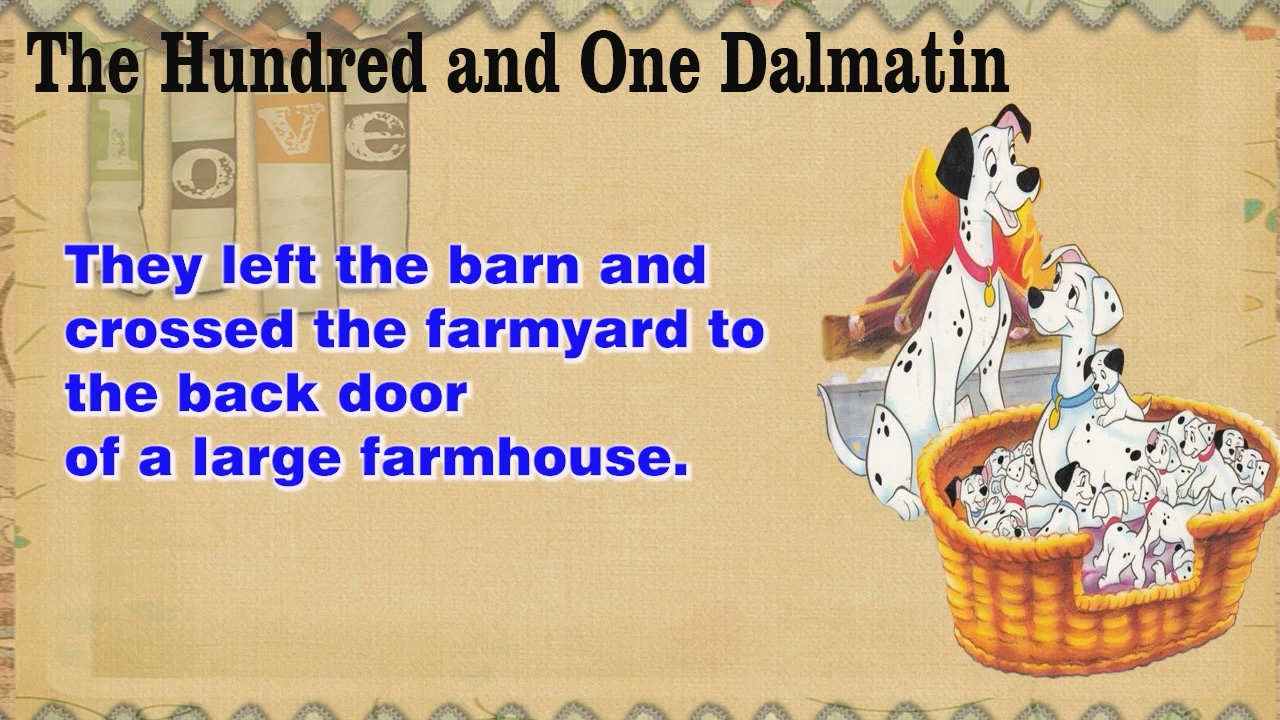 The Hundred and One Dalmatin
love
They left the barn and
crossed the farmyard to
the back door
of a large farmhouse.